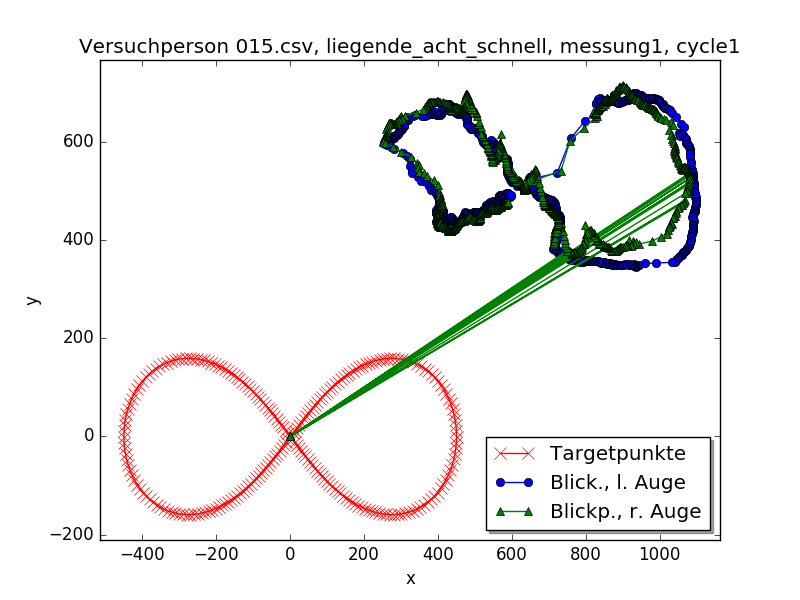 Versuchperson 015.csv, liegende_acht_schnell, messung1, cycle1
y
600
400
200
0
−200
−400 −200 0 200 400 600 800 1000
x
Targetpunkte
Blick., l. Auge
Blickp., r. Auge